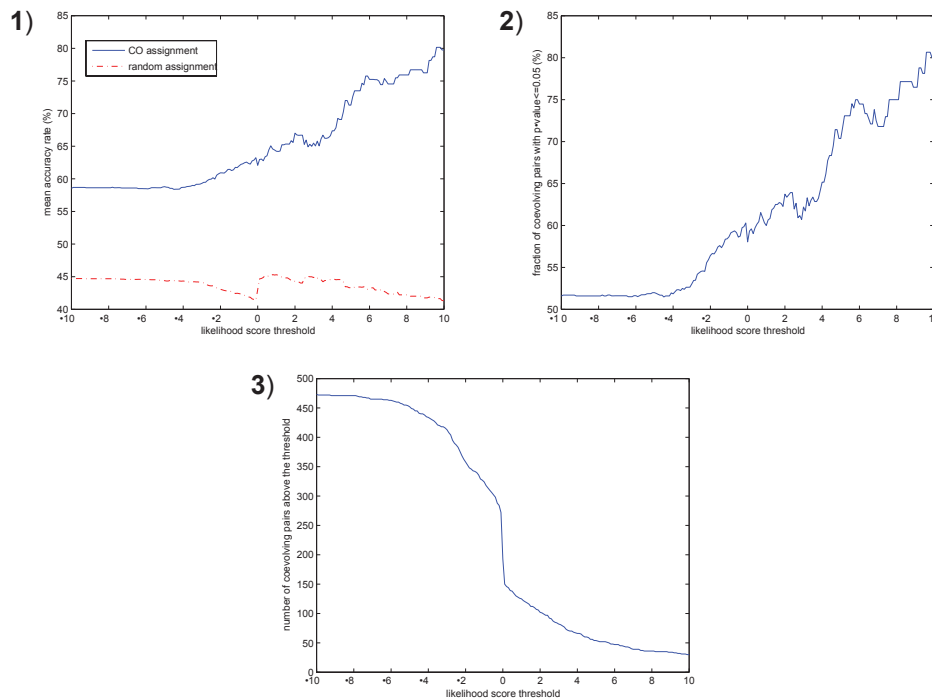 1)
85
80
75
70
65
60
55
50
45
40
mean accuracy rate (%)
CO assignment
random assignment
•10 •8 •6 •4 •2 0 2 4 6 8 10
likelihood score threshold
2)
85
80
75
70
65
60
55
50
fraction of coevolving pairs with p•value<=0.05 (%)
•10 •8 •6 •4 •2 0 2 4 6 8 1
likelihood score threshold
3)
500
450
400
350
300
250
200
150
100
50
0
number of coevolving pairs above the threshold
•10 •8 •6 •4 •2 0 2 4 6 8 10
likelihood score threshold